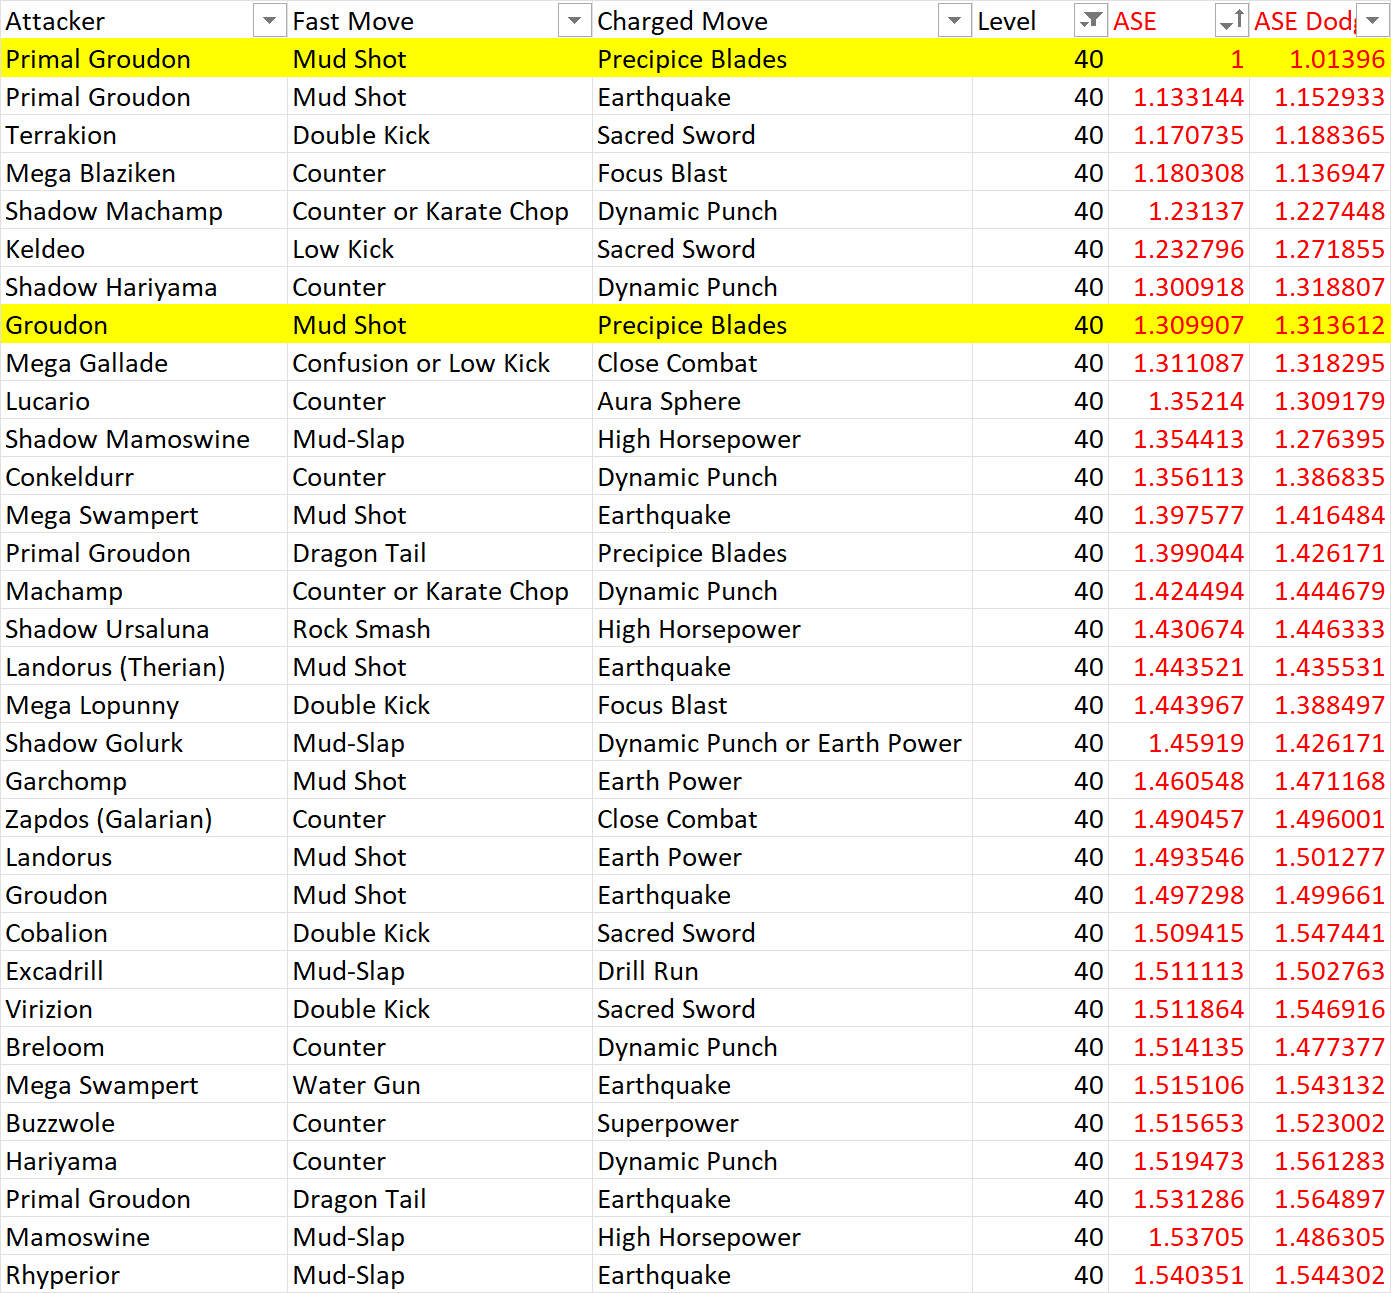 Attacker Fast Move Charged Move Level ASE ASE Dodg
Primal Groudon Mud Shot Precipice Blades 40 1 1.01396
Primal Groudon Mud Shot Earthquake 40 1.133144 1.152933
Terrakion Double Kick Sacred Sword 40 1.170735 1.188365
Mega Blaziken Counter Focus Blast 40 1.180308 1.136947
Shadow Machamp Counter or Karate Chop Dynamic Punch 40 1.23137 1.227448
Keldeo Low Kick Sacred Sword 40 1.232796 1.271855
Shadow Hariyama Counter Dynamic Punch 40 1.300918 1.318807
Groudon Mud Shot Precipice Blades 40 1.309907 1.313612
Mega Gallade Confusion or Low Kick Close Combat 40 1.311087 1.318295
Lucario Counter Aura Sphere 40 1.35214 1.309179
Shadow Mamoswine Mud-Slap High Horsepower 40 1.354413 1.276395
Conkeldurr Counter Dynamic Punch 40 1.356113 1.386835
Mega Swampert Mud Shot Earthquake 40 1.397577 1.416484
Primal Groudon Dragon Tail Precipice Blades 40 1.399044 1.426171
Machamp Counter or Karate Chop Dynamic Punch 40 1.424494 1.444679
Shadow Ursaluna Rock Smash High Horsepower 40 1.430674 1.446333
Landorus (Therian) Mud Shot Earthquake 40 1.443521 1.435531
Mega Lopunny Double Kick Focus Blast 40 1.443967 1.388497
Shadow Golurk Mud-Slap Dynamic Punch or Earth Power 40 1.45919 1.426171
Garchomp Mud Shot Earth Power 40 1.460548 1.471168
Zapdos (Galarian) Counter Close Combat 40 1.490457 1.496001
Landorus Mud Shot Earth Power 40 1.493546 1.501277
Groudon Mud Shot Earthquake 40 1.497298 1.499661
Cobalion Double Kick Sacred Sword 40 1.509415 1.547441
Excadrill Mud-Slap Drill Run 40 1.511113 1.502763
Virizion Double Kick Sacred Sword 40 1.511864 1.546916
Breloom Counter Dynamic Punch 40 1.514135 1.477377
Mega Swampert Water Gun Earthquake 40 1.515106 1.543132
Buzzwole Counter Superpower 40 1.515653 1.523002
Hariyama Counter Dynamic Punch 40 1.519473 1.561283
Primal Groudon Dragon Tail Earthquake 40 1.531286 1.564897
Mamoswine Mud-Slap High Horsepower 40 1.53705 1.486305
Rhyperior Mud-Slap Earthquake 40 1.540351 1.544302